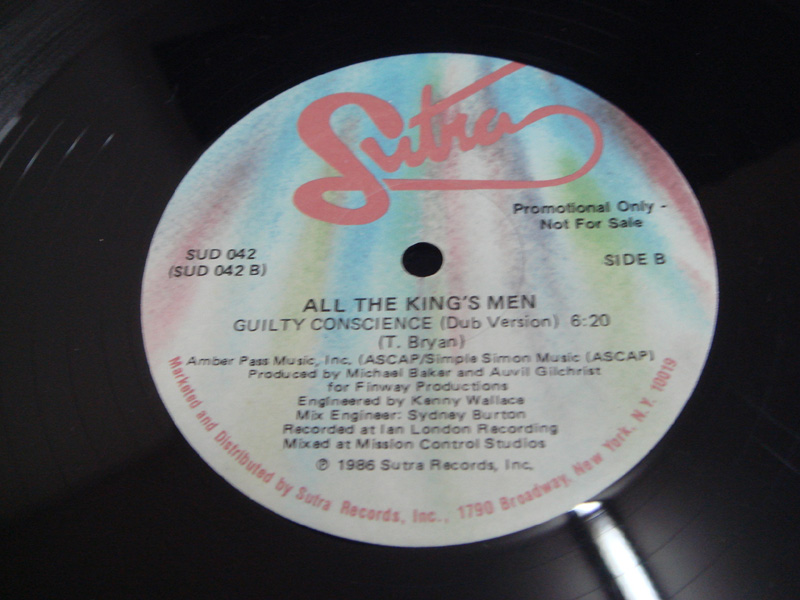 Sutra
Promotional Only -
Not For Sale
SUD 042
(SUD 042 B)
SIDE B
ALL THE KING'S MEN
GUILTY CONSCIENCE (Dub Version) 6:20
(T. Bryan)
Amber Pass Music, Inc. (ASCAP/Simple Simon Music (ASCAP)
Produced by Michael Baker and Auvil Gilchrist
for Finway Productions
Engineered by Kenny Wallace
Mix Engineer: Sydney Burton
Recorded at Ian London Recording
Mixed at Mission Control Studios
℗ 1986 Sutra Records, Inc.
Marketed and Distributed by Sutra Records, Inc., 1790 Broadway, New York, N.Y. 10019